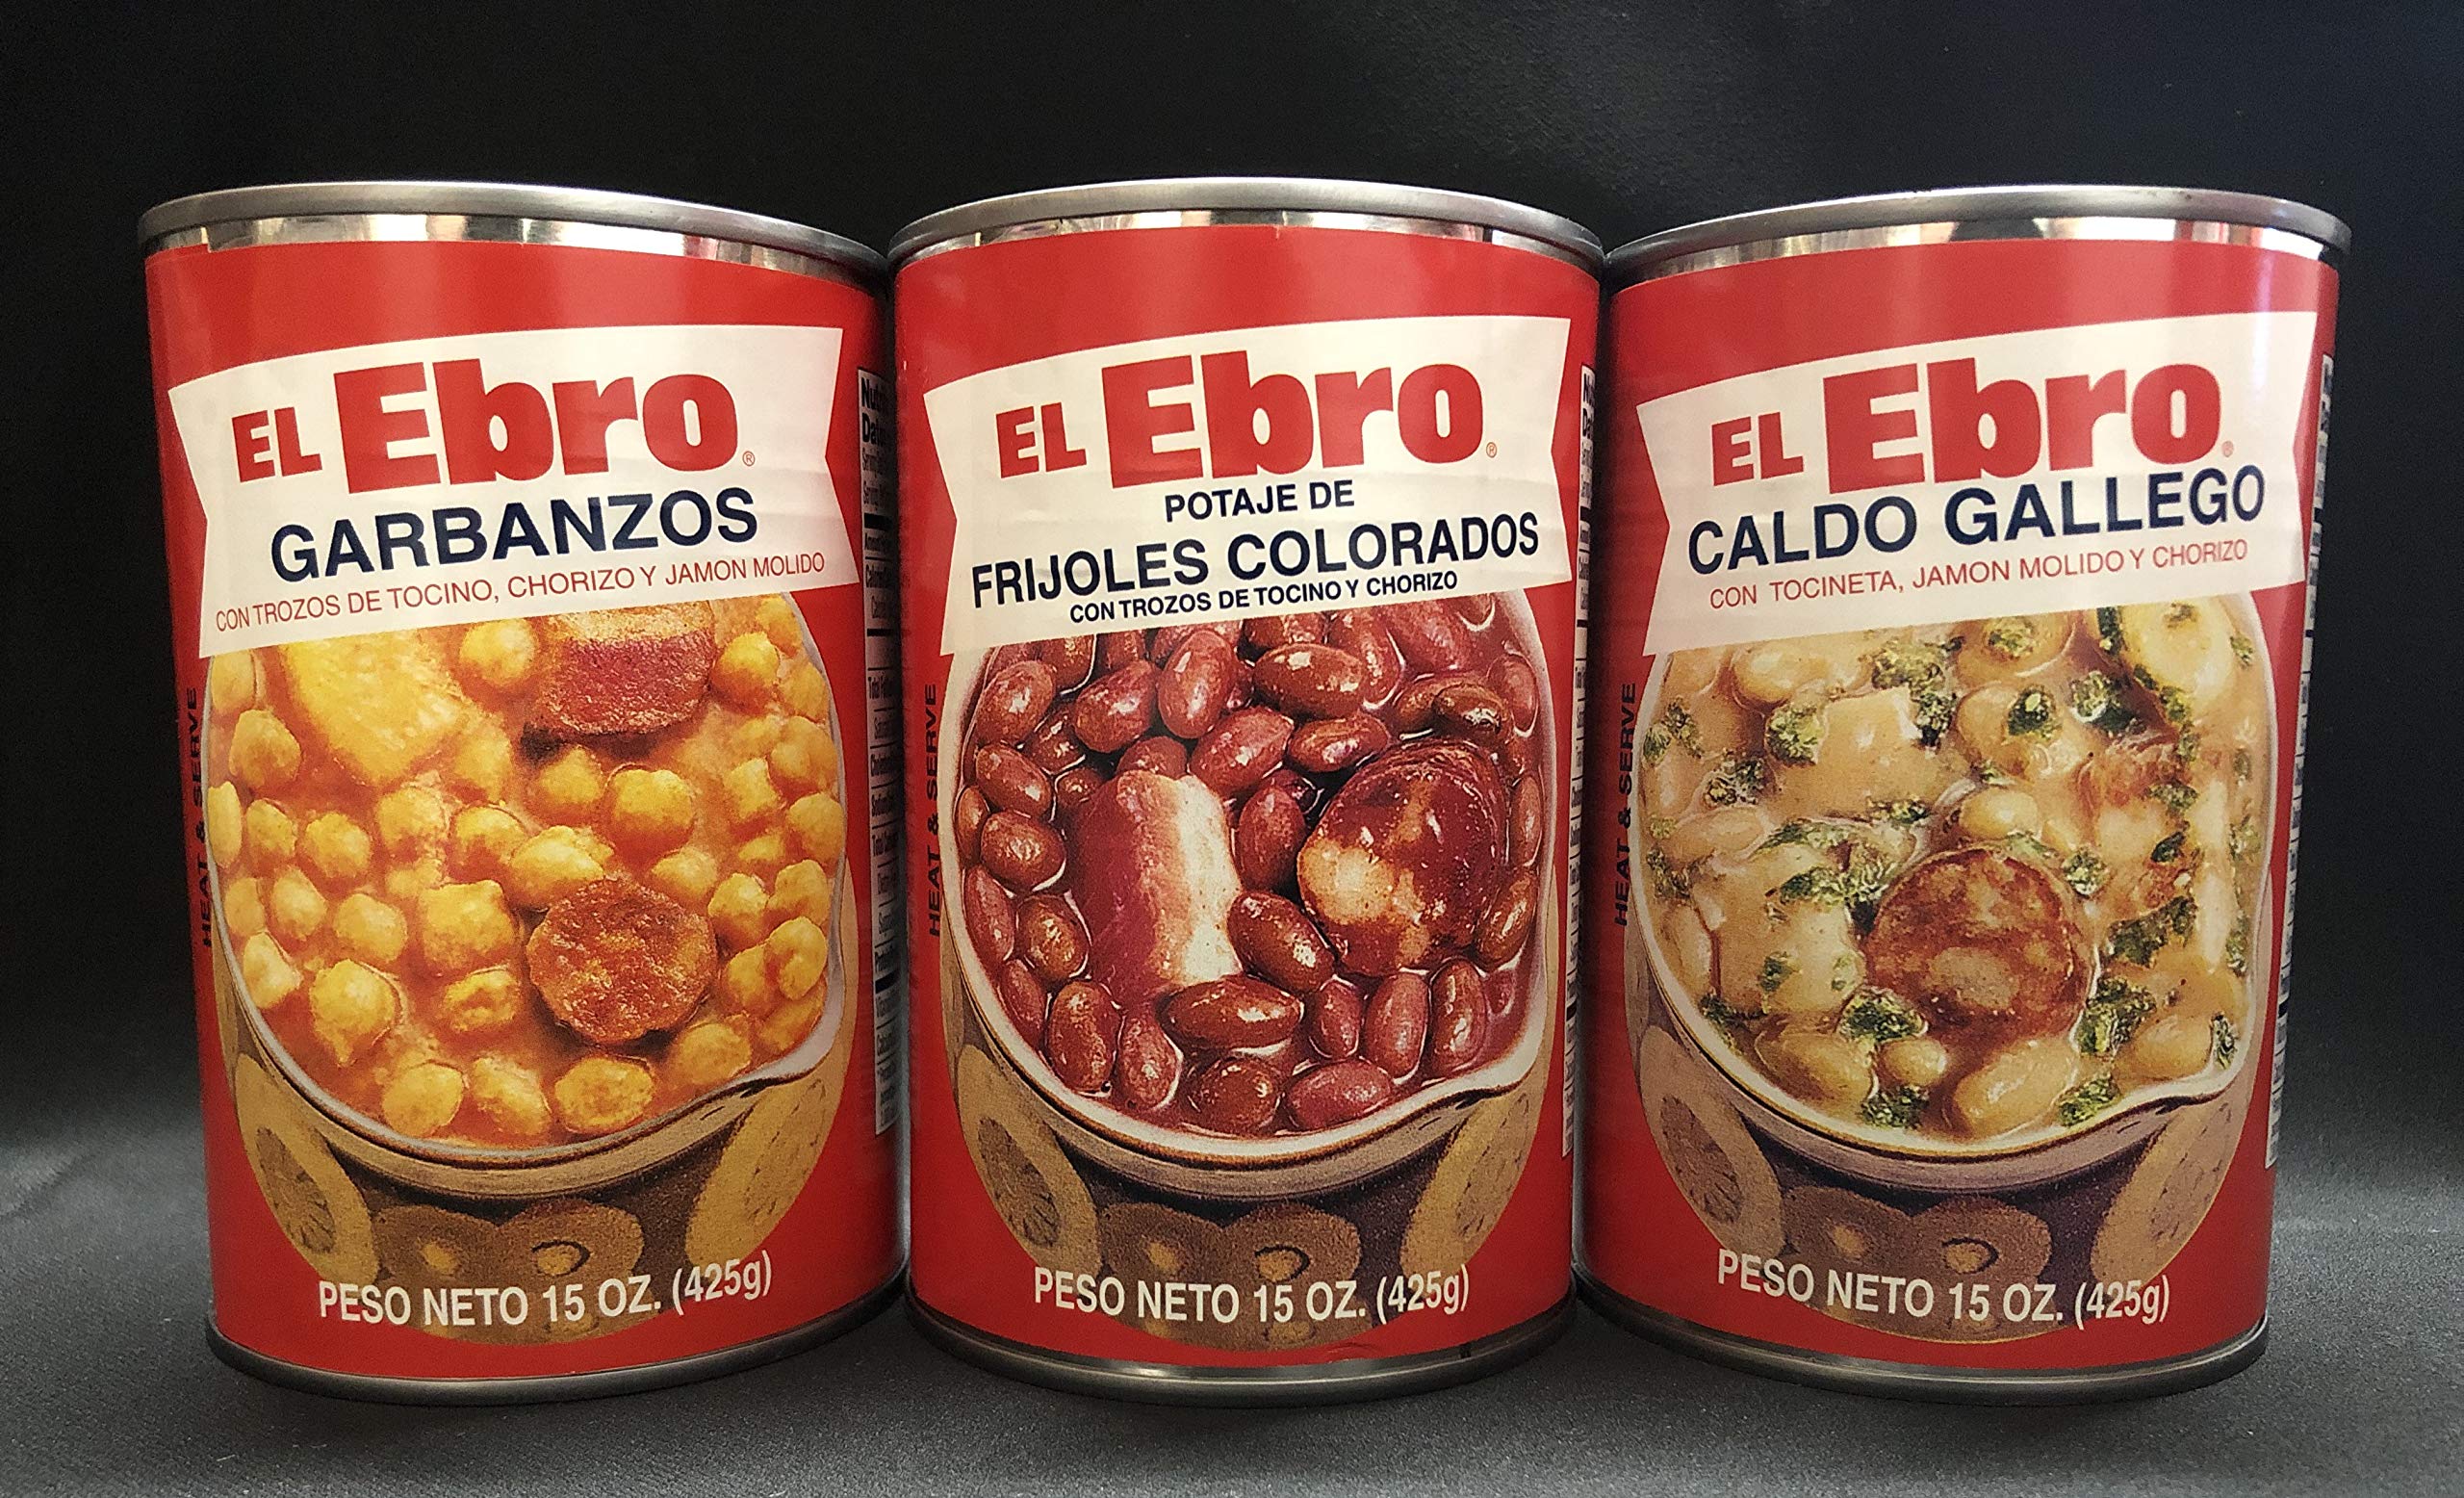 EL Ebro®
GARBANZOS
CON TROZOS DE TOCINO, CHORIZO Y JAMON MOLIDO
HEAT & SERVE
PESO NETO 15 OZ. (425g)
EL Ebro®
POTAJE DE
FRIJOLES COLORADOS
CON TROZOS DE TOCINO Y CHORIZO
HEAT & SERVE
PESO NETO 15 OZ. (425g)
EL Ebro®
CALDO GALLEGO
CON TOCINETA, JAMON MOLIDO Y CHORIZO
HEAT & SERVE
PESO NETO 15 OZ. (425g)